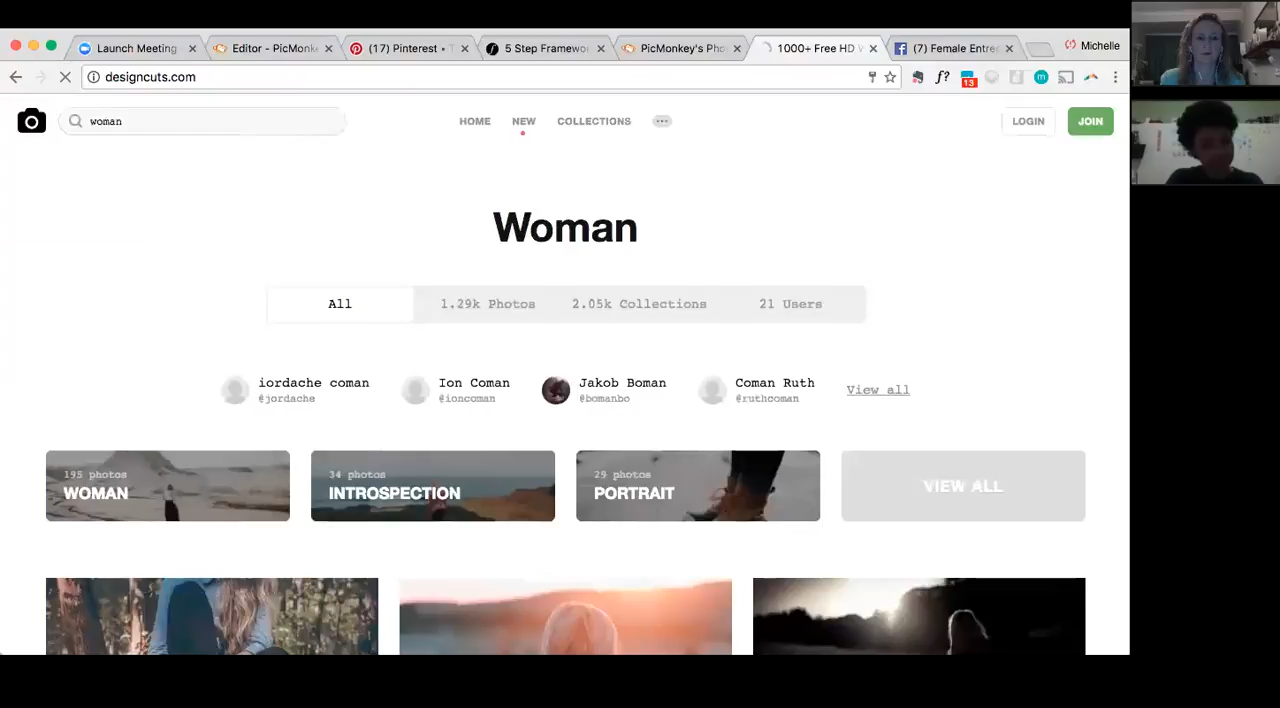 Launch Meeting
Editor - PicMonk
(17) Pinterest • T
5 Step Framewo
PicMonkey's Pho
1000+ Free HD W
(7) Female Entre
Michelle
designcuts.com
13
woman
HOME
NEW
COLLECTIONS
LOGIN
JOIN
Woman
All
1.29k Photos
2.05k Collections
21 Users
iordache coman
@jordache
Ion Coman
@ioncoman
Jakob Boman
@bomanbo
Coman Ruth
@ruthcoman
View all
195 photos
WOMAN
34 photos
INTROSPECTION
29 photos
PORTRAIT
VIEW ALL